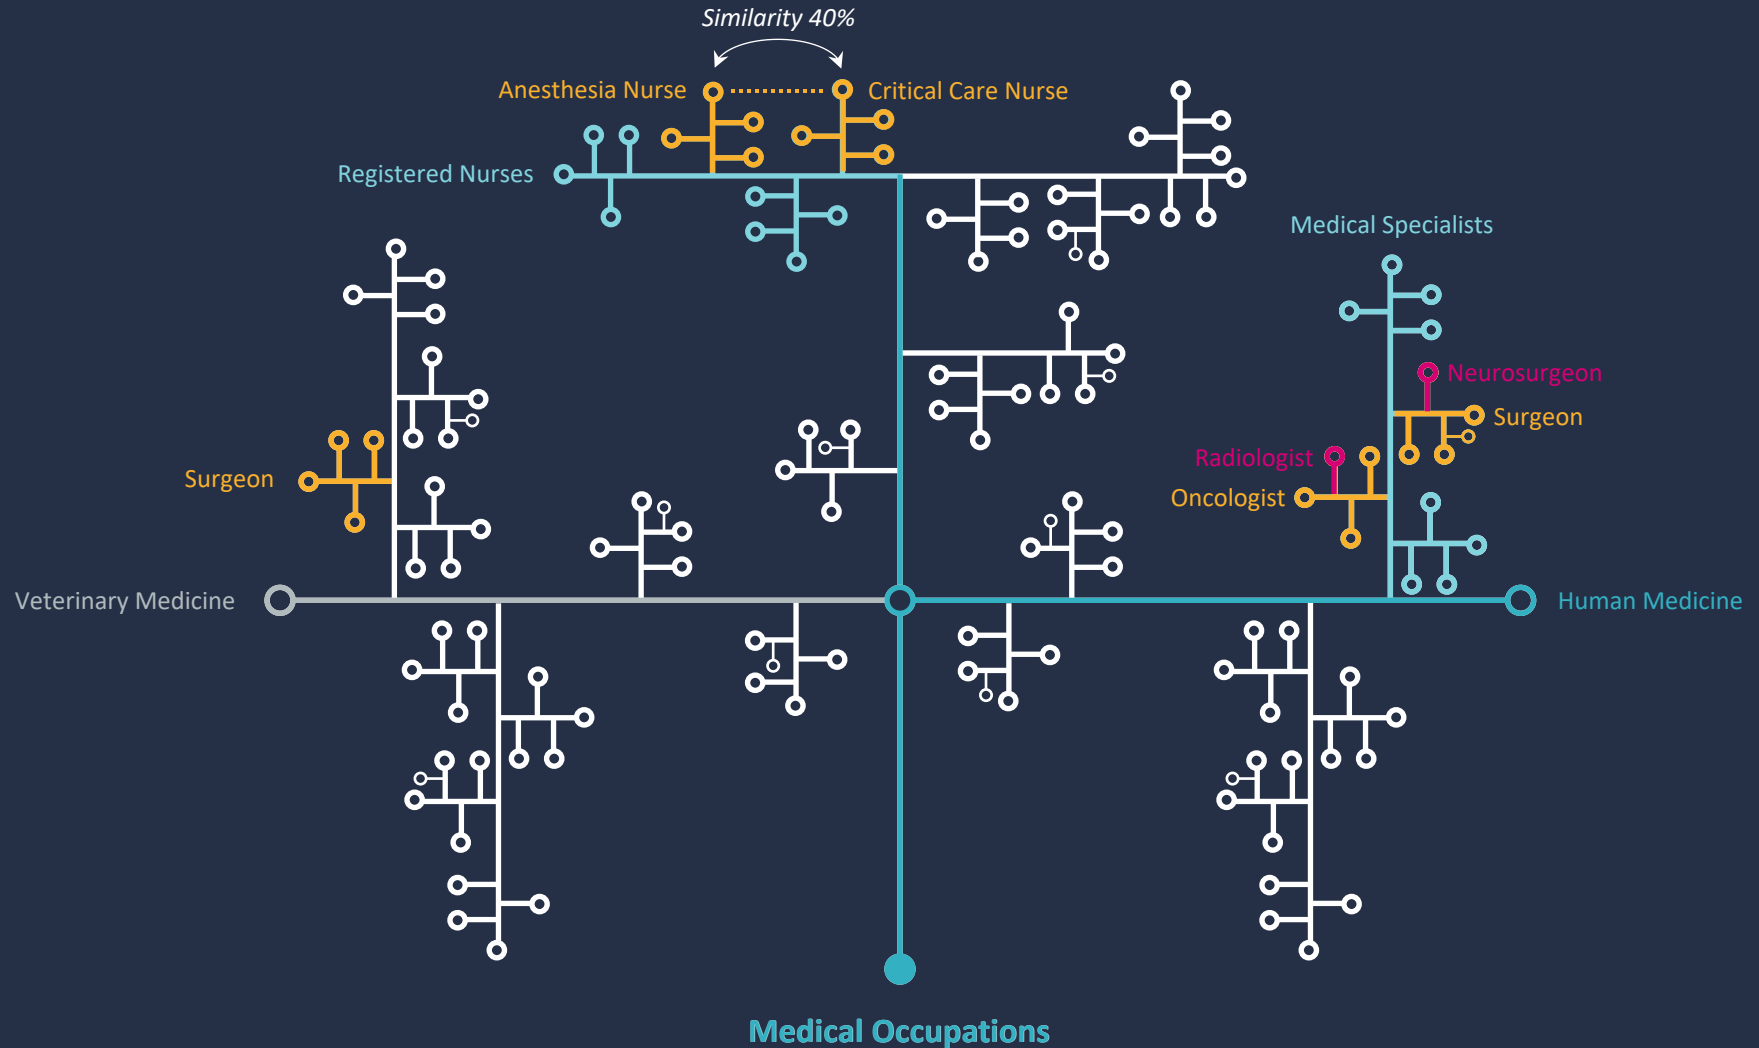 Similarity 40%
Anesthesia Nurse
Critical Care Nurse
Registered Nurses
Medical Specialists
Neurosurgeon
Surgeon
Radiologist
Surgeon
Oncologist
Veterinary Medicine
Human Medicine
Medical Occupations